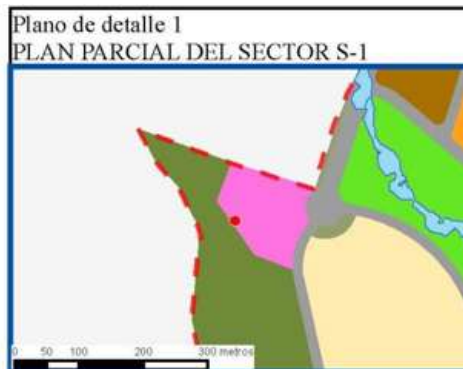 Plano de detalle 1
PLAN PARCIAL DEL SECTOR S-1
0 50 100 200 300 metros